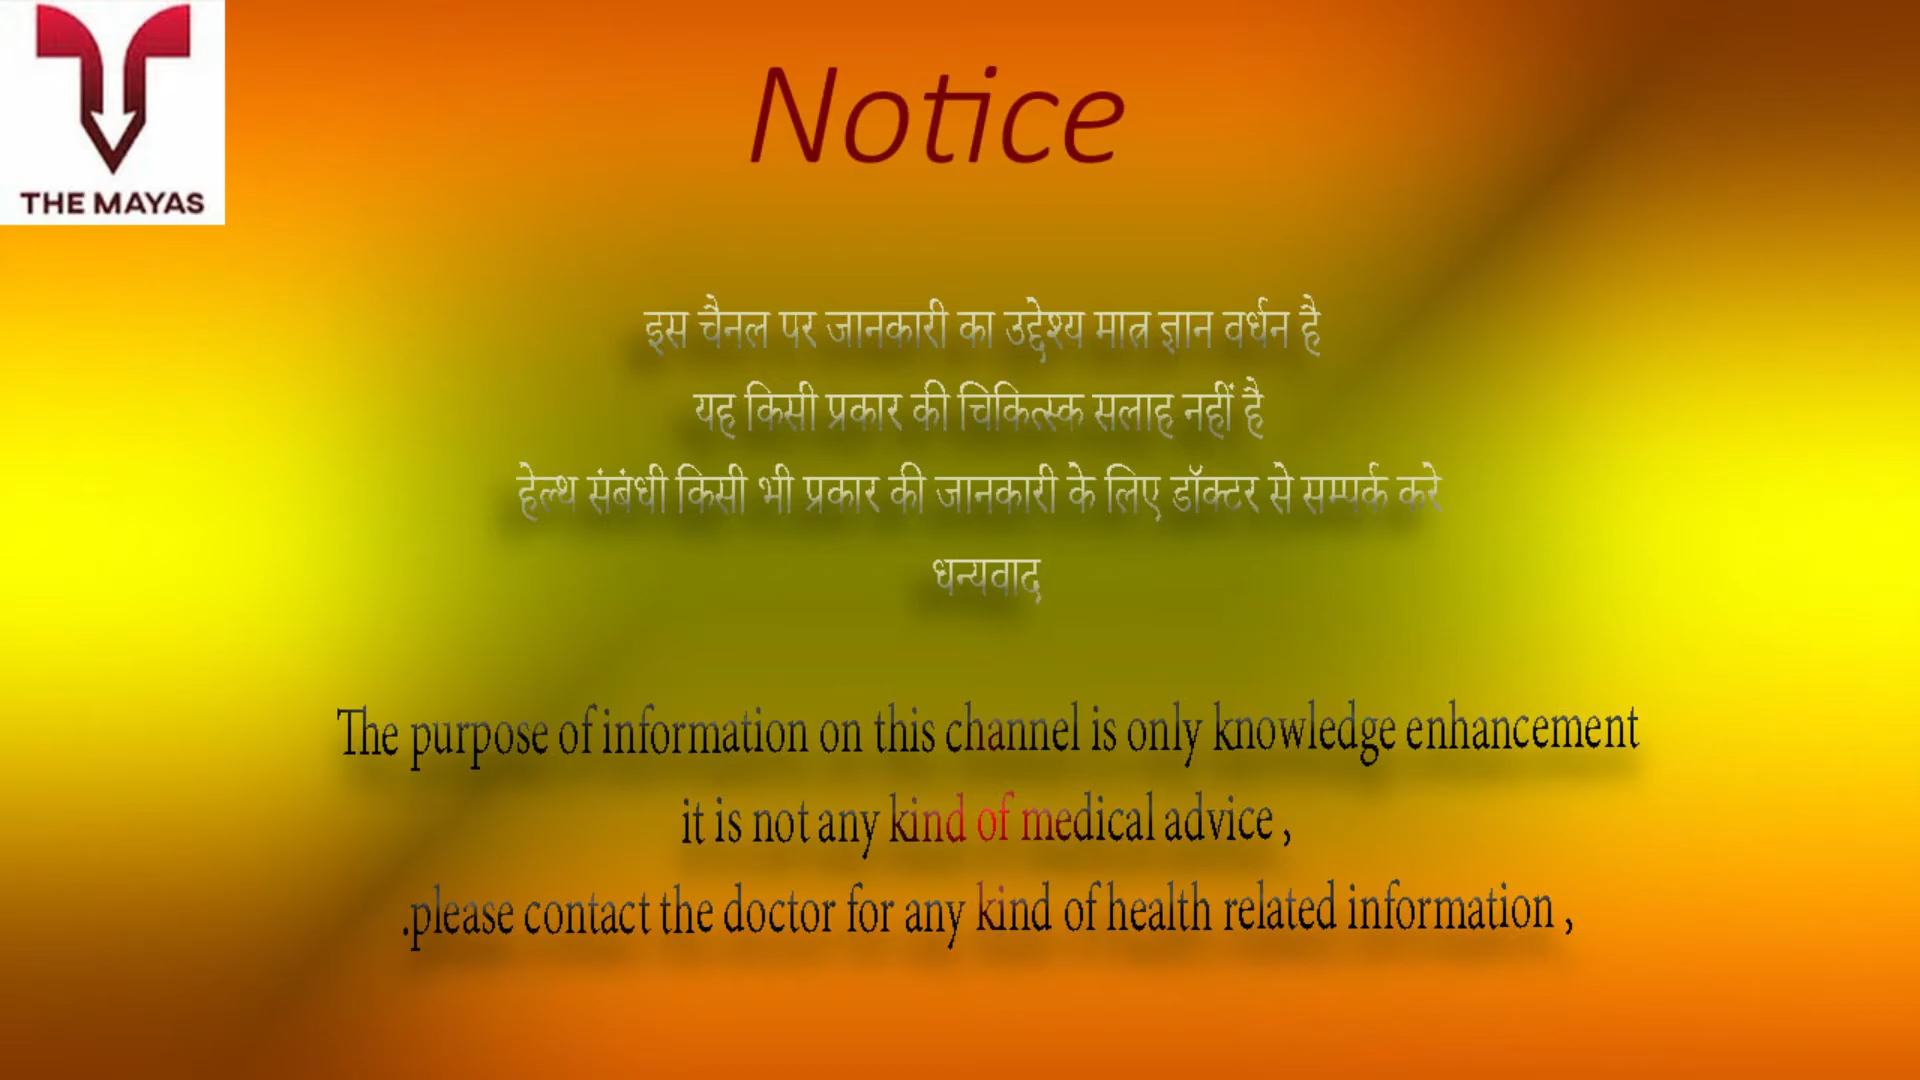 THE MAYAS
Notice
इस चैनल पर जानकारी का उद्देश्य मात्र ज्ञान वर्धन है
यह किसी प्रकार की चिकित्स्क सलाह नहीं है
हेल्थ संबंधी किसी भी प्रकार की जानकारी के लिए डॉक्टर से सम्पर्क करे
धन्यवाद
The purpose of information on this channel is only knowledge enhancement
it is not any kind of medical advice ,
.please contact the doctor for any kind of health related information ,